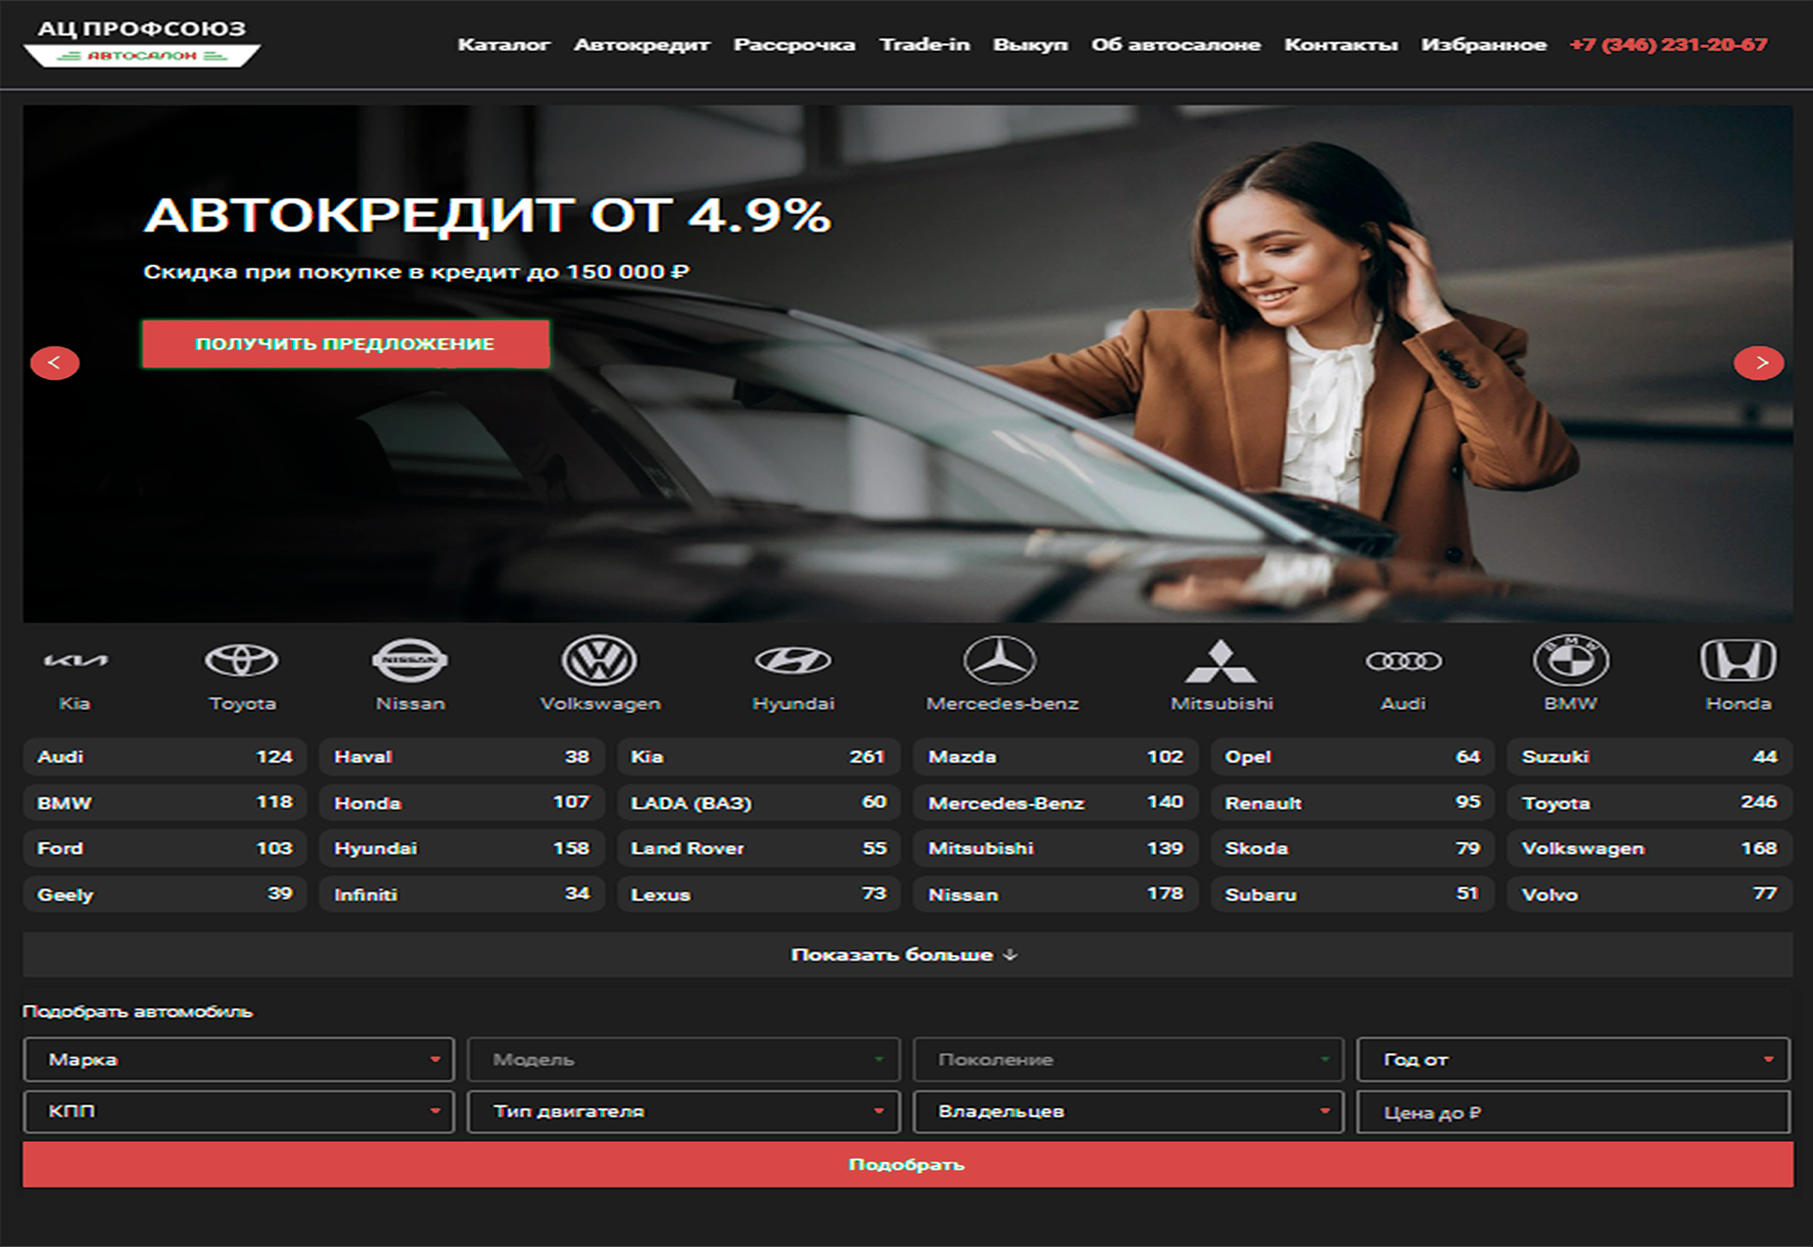 АЦ ПРОФСОЮЗ
АВТОСАЛОН
Каталог Автокредит Рассрочка Trade-in Выкуп Об автосалоне Контакты Избранное +7 (346) 231-20-67
АВТОКРЕДИТ ОТ 4.9%
Скидка при покупке в кредит до 150 000 ₽
ПОЛУЧИТЬ ПРЕДЛОЖЕНИЕ
< >
KIA NISSAN BMW
Kia Toyota Nissan Volkswagen Hyundai Mercedes-benz Mitsubishi Audi BMW Honda
Audi 124 Haval 38 Kia 261 Mazda 102 Opel 64 Suzuki 44
BMW 118 Honda 107 LADA (ВАЗ) 60 Mercedes-Benz 140 Renault 95 Toyota 246
Ford 103 Hyundai 158 Land Rover 55 Mitsubishi 139 Skoda 79 Volkswagen 168
Geely 39 Infiniti 34 Lexus 73 Nissan 178 Subaru 51 Volvo 77
Показать больше ↓
Подобрать автомобиль
Марка Модель Поколение Год от
КПП Тип двигателя Владельцев Цена до ₽
Подобрать